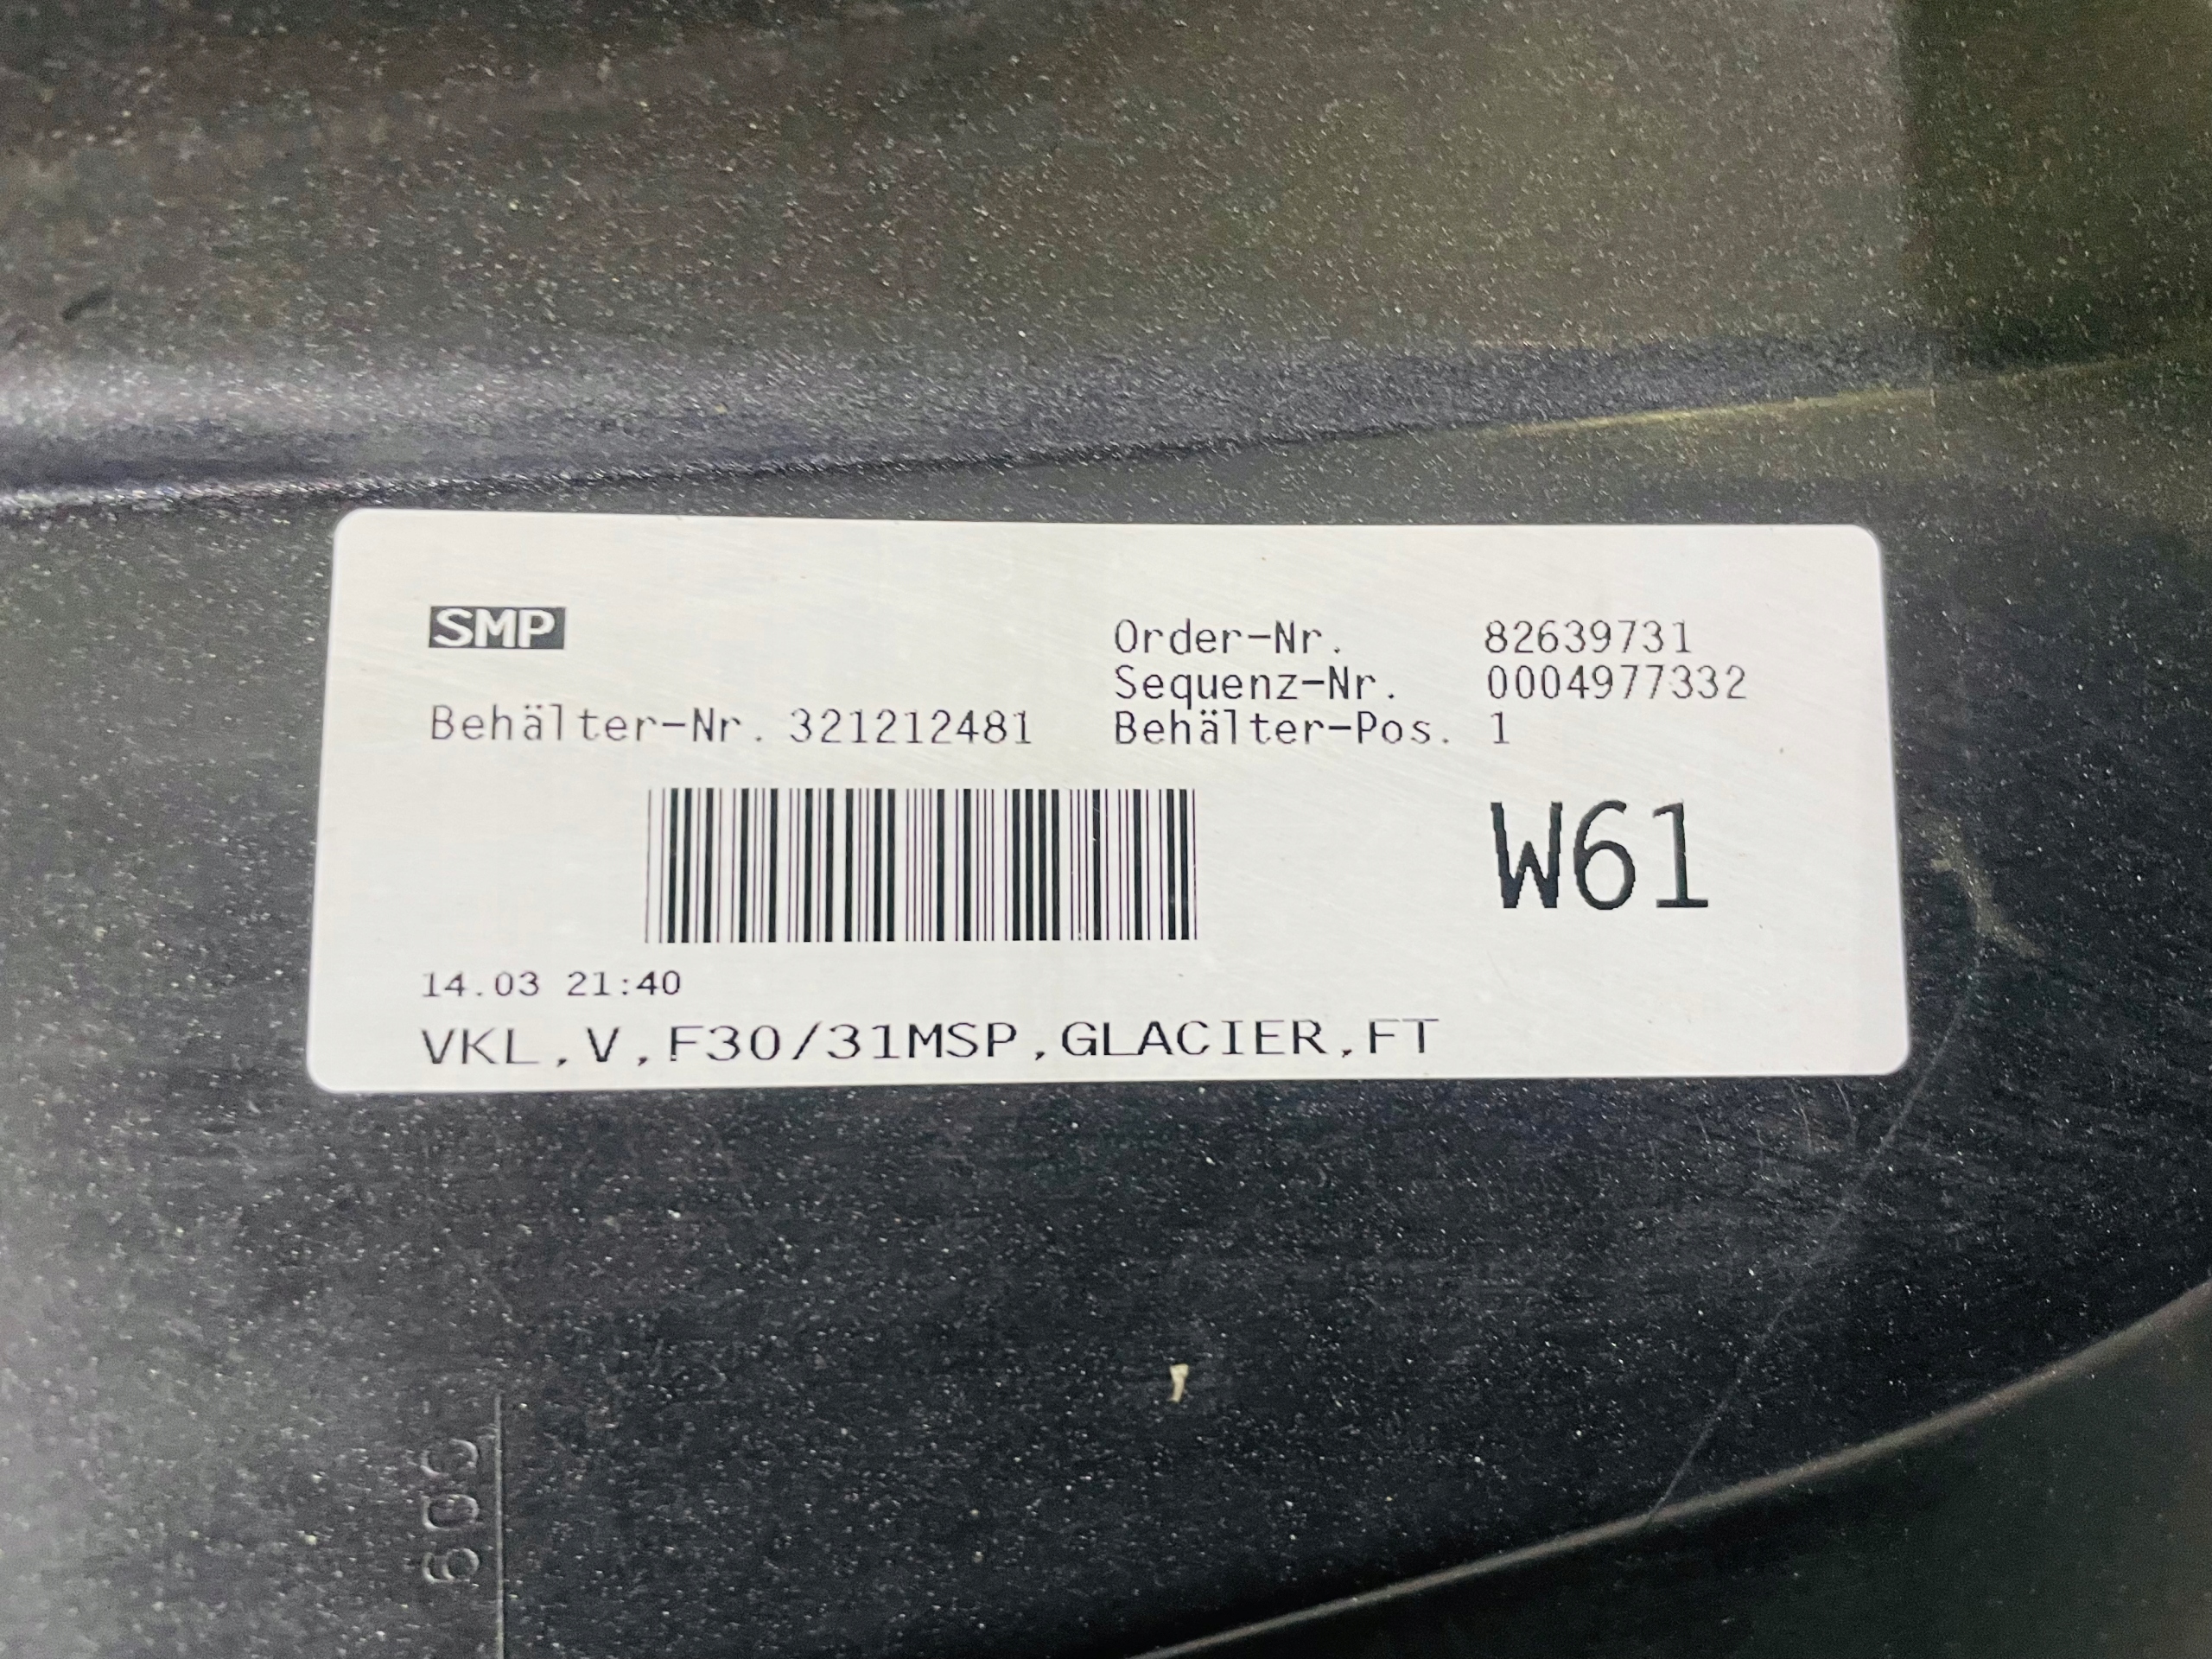 SMP
Order-Nr. 82639731
Sequenz-Nr. 0004977332
Behälter-Nr. 321212481 Behälter-Pos. 1
W61
14.03 21:40
VKL,V,F30/31MSP,GLACIER,FT